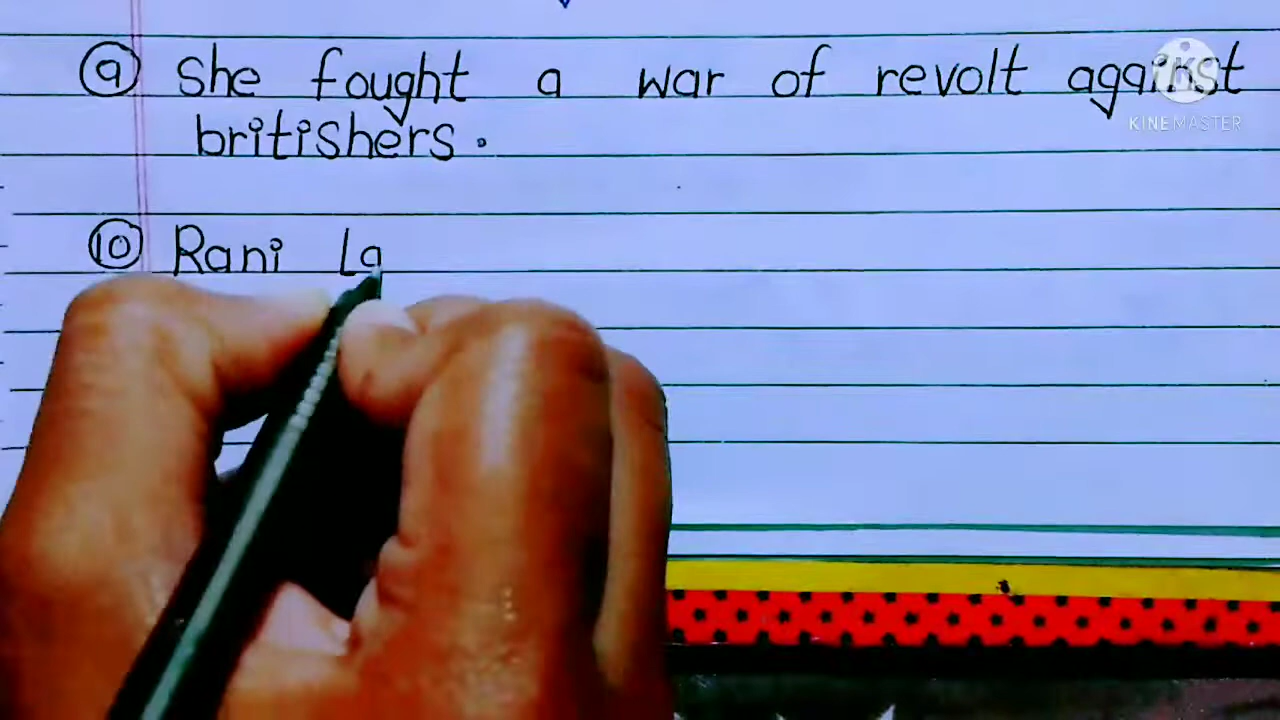 ⑨ She fought a war of revolt against
britishers.
⑩ Rani La
KINEMASTER